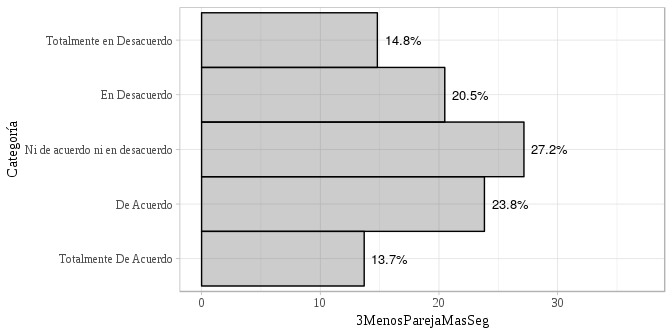 Categoría
Totalmente en Desacuerdo
14.8%
En Desacuerdo
20.5%
Ni de acuerdo ni en desacuerdo
27.2%
De Acuerdo
23.8%
Totalmente De Acuerdo
13.7%
0 10 20 30
3MenosParejaMasSeg